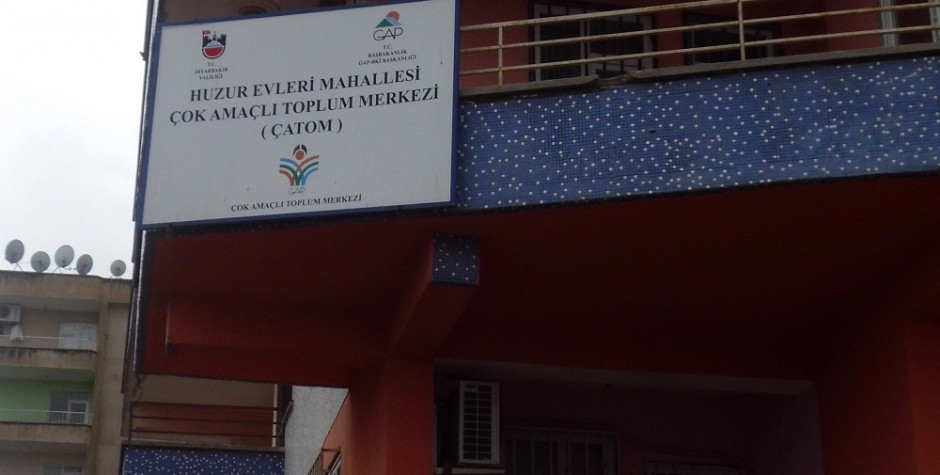 T.C.
DİYARBAKIR
VALİLİĞİ
GAP
T.C.
BAŞBAKANLIK
GAP-BKİ BAŞKANLIĞI
HUZUR EVLERİ MAHALLESİ
ÇOK AMAÇLI TOPLUM MERKEZİ
( ÇATOM )
GAP
ÇOK AMAÇLI TOPLUM MERKEZİ